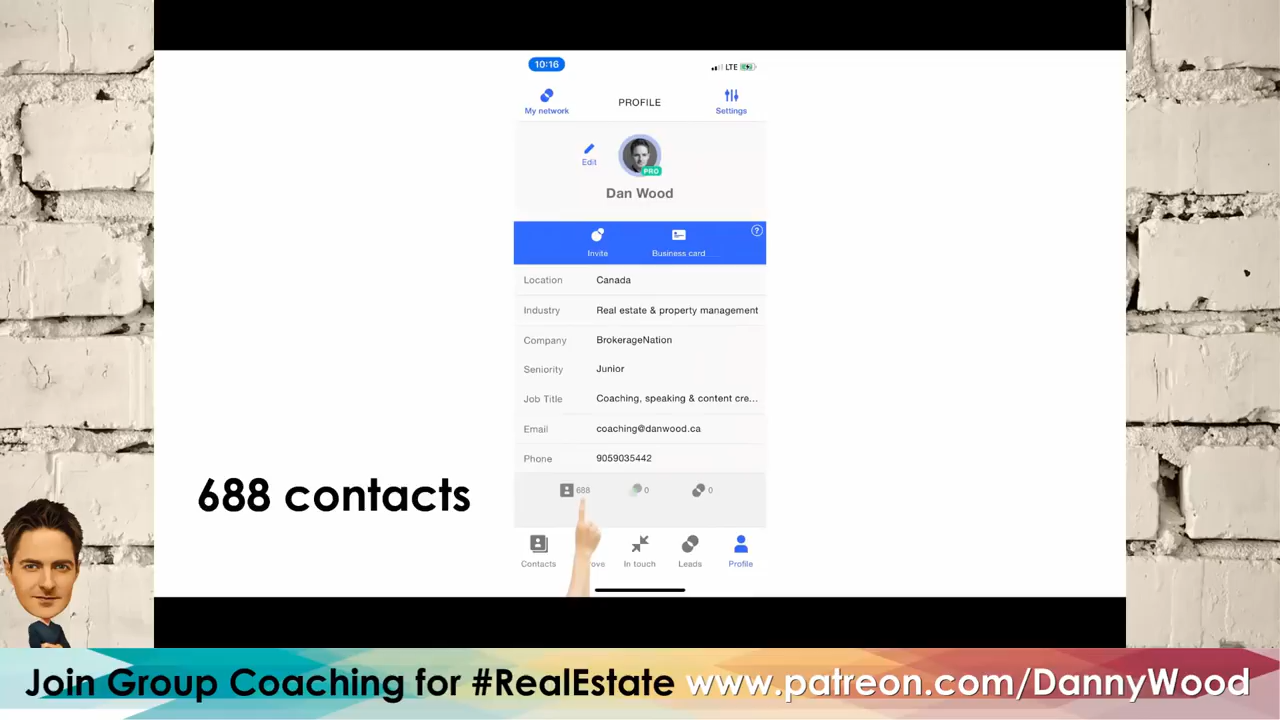 10:16
LTE
My network
PROFILE
Settings
Edit
PRO
Dan Wood
Invite
Business card
?
Location Canada
Industry Real estate & property management
Company BrokerageNation
Seniority Junior
Job Title Coaching, speaking & content cre...
Email coaching@danwood.ca
Phone 9059035442
688 0 0
688 contacts
Contacts ove In touch Leads Profile
Join Group Coaching for #RealEstate www.patreon.com/DannyWood